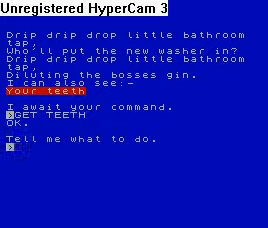 Unregistered HyperCam 3
Drip drip drop little bathroom
tap,
Who'll put the new washer in?
Drip drip drop little bathroom
tap,
Diluting the bosses gin.
I can also see:-
Your teeth
I await your command.
>GET TEETH
OK.
Tell me what to do.
>